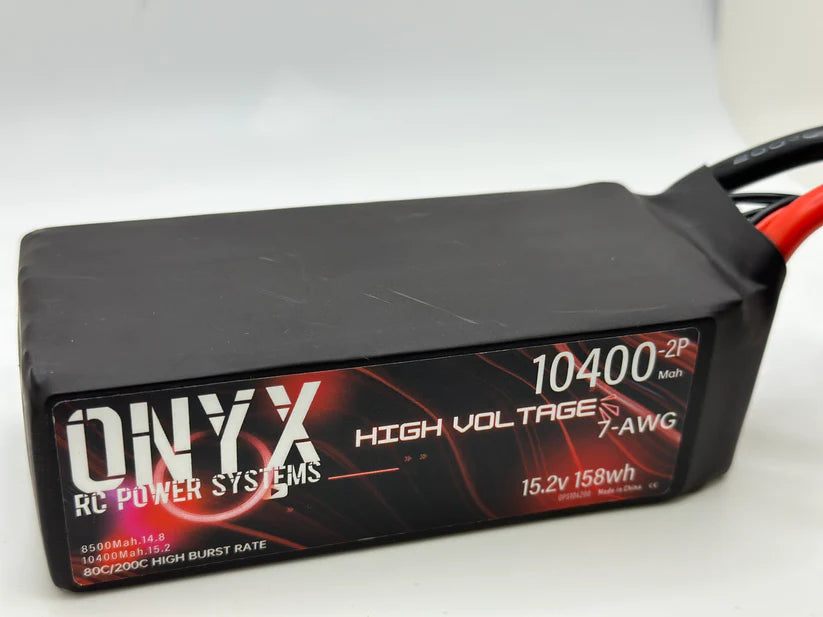 10400-2P
Mah
ONYX
RC POWER SYSTEMS
HIGH VOLTAGE
7-AWG
15.2v 158wh
Made in China CE
8500Mah.14.8
10400Mah.15.2
80C/200C HIGH BURST RATE